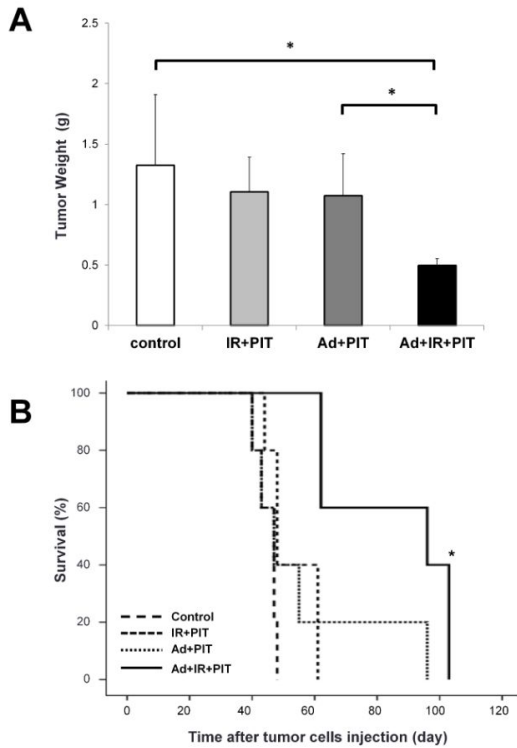 A
2.5
*
2
*
1.5
1
0.5
0
Tumor Weight (g)
control IR+PIT Ad+PIT Ad+IR+PIT
B
100
80
60
40
20
0
Survival (%)
*
Control
IR+PIT
Ad+PIT
Ad+IR+PIT
0 20 40 60 80 100 120
Time after tumor cells injection (day)